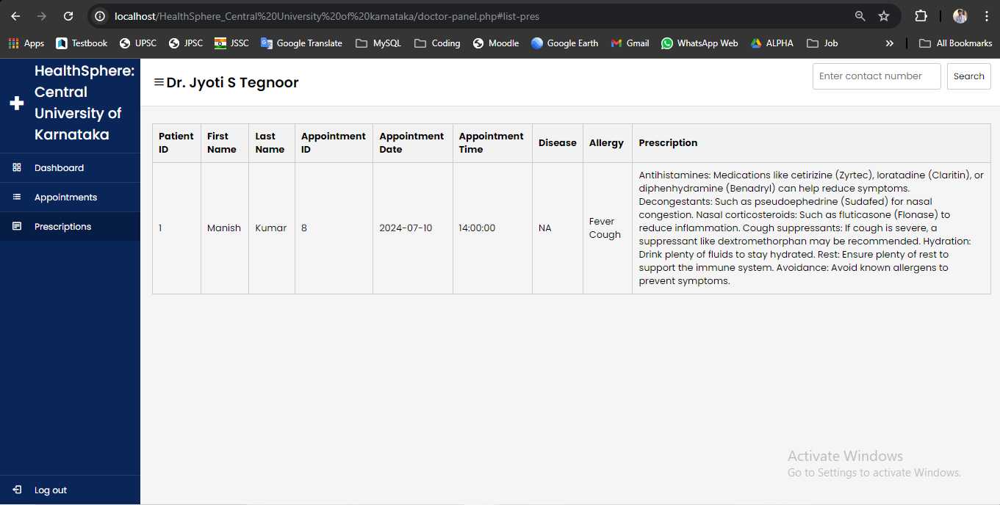 localhost/HealthSphere_Central%20University%20of%20karnataka/doctor-panel.php#list-pres
Apps Testbook UPSC JPSC JSSC Google Translate MySQL Coding Moodle Google Earth Gmail WhatsApp Web ALPHA Job » All Bookmarks
HealthSphere:
Central
University of
Karnataka
Dashboard
Appointments
Prescriptions
Log out
Dr. Jyoti S Tegnoor
Enter contact number Search
Patient ID First Name Last Name Appointment ID Appointment Date Appointment Time Disease Allergy Prescription
1 Manish Kumar 8 2024-07-10 14:00:00 NA Fever Cough
Antihistamines: Medications like cetirizine (Zyrtec), loratadine (Claritin), or
diphenhydramine (Benadryl) can help reduce symptoms.
Decongestants: Such as pseudoephedrine (Sudafed) for nasal
congestion. Nasal corticosteroids: Such as fluticasone (Flonase) to
reduce inflammation. Cough suppressants: If cough is severe, a
suppressant like dextromethorphan may be recommended. Hydration:
Drink plenty of fluids to stay hydrated. Rest: Ensure plenty of rest to
support the immune system. Avoidance: Avoid known allergens to
prevent symptoms.
Activate Windows
Go to Settings to activate Windows.